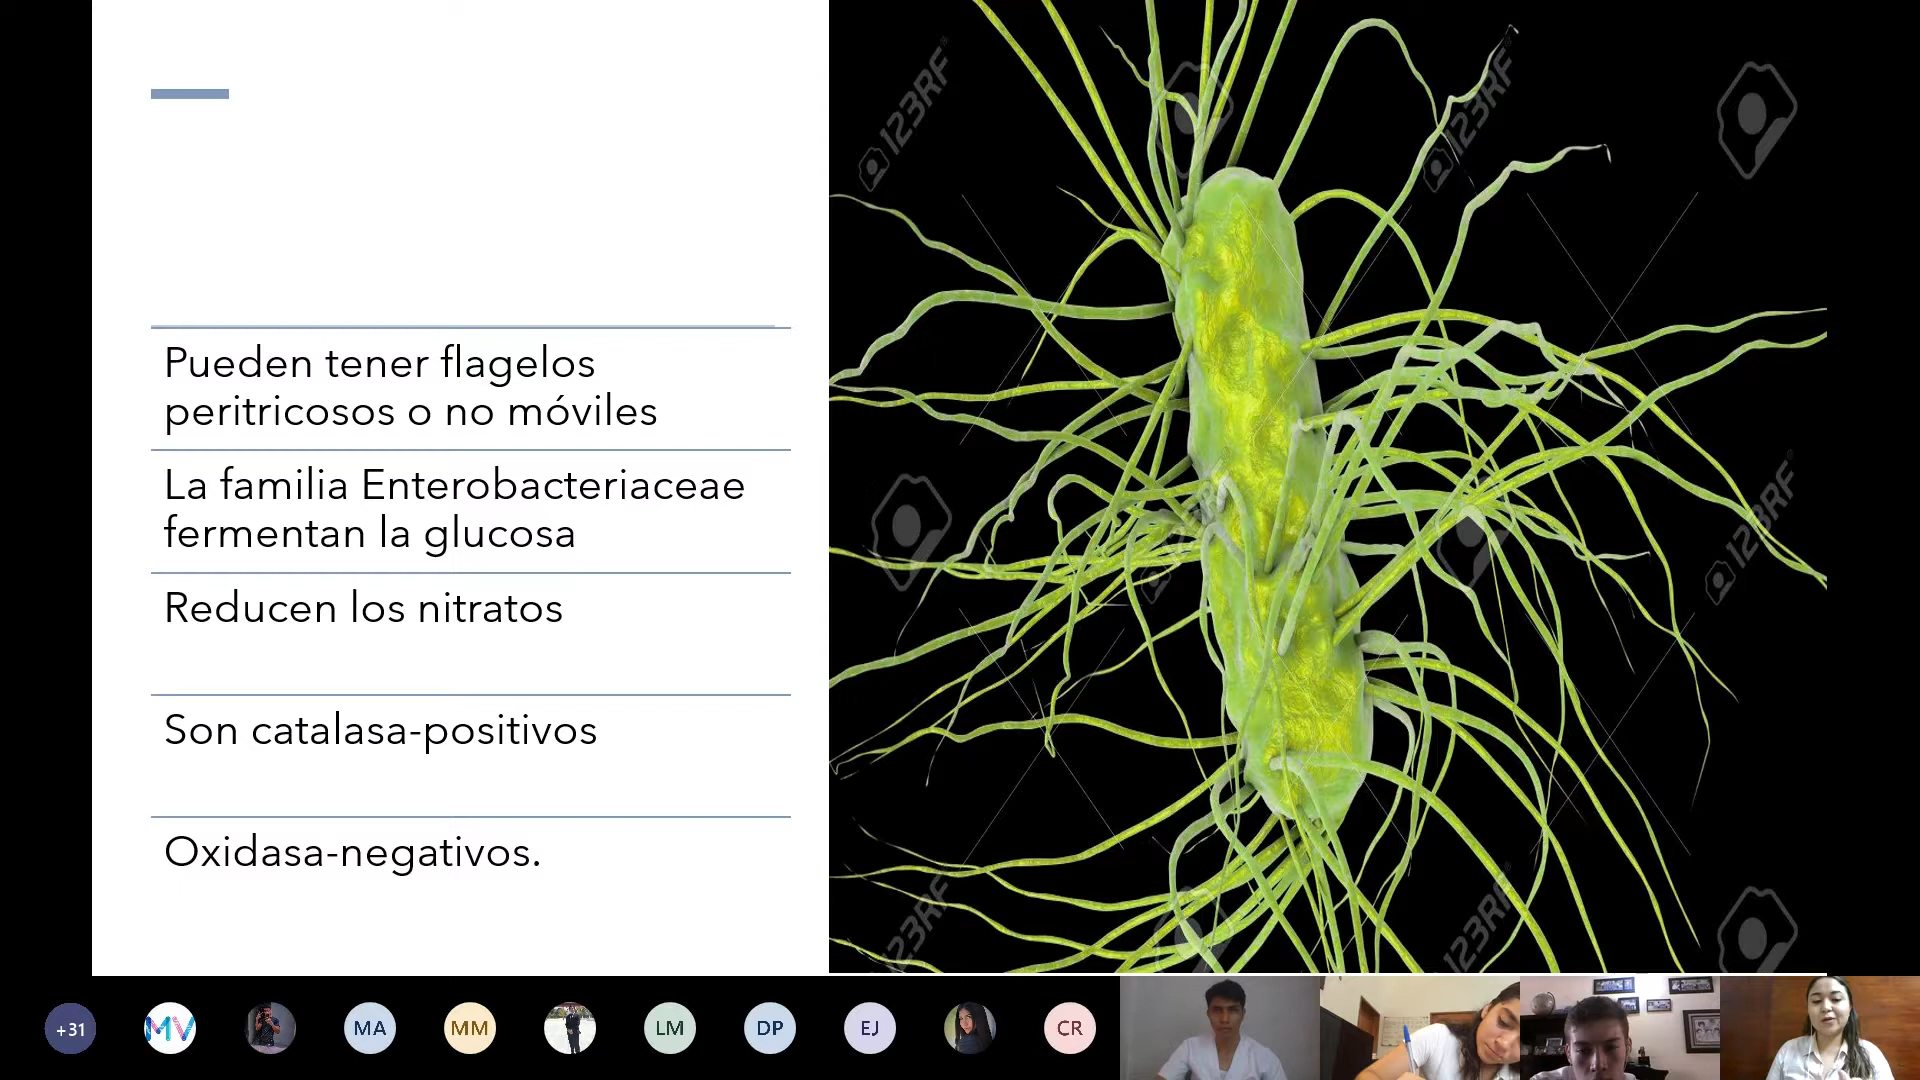 Pueden tener flagelos
peritricosos o no móviles
La familia Enterobacteriaceae
fermentan la glucosa
Reducen los nitratos
Son catalasa-positivos
Oxidasa-negativos.
123RF
123RF
123RF
123RF
123RF
123RF
+31
MV
MA
MM
LM
DP
EJ
CR